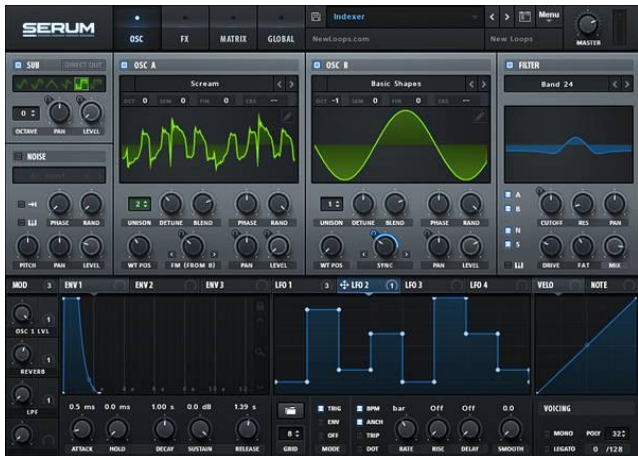 SERUM
OSC FX MATRIX GLOBAL
Indexer
Menu
NewLoops.com New Loops
MASTER
SUB DIRECT OUT
OCTAVE PAN LEVEL
0
NOISE
PHASE RAND
PITCH PAN LEVEL
OSC A
Scream
OCT 0 SEM 0 FIN 0 CRS --
2
UNISON DETUNE BLEND PHASE RAND
WT POS FM (FROM B) PAN LEVEL
OSC B
Basic Shapes
OCT -1 SEM 0 FIN 0 CRS --
1
UNISON DETUNE BLEND PHASE RAND
WT POS SYNC PAN LEVEL
FILTER
Band 24
A
B
N
S
CUTOFF RES PAN
DRIVE FAT MIX
MOD 3 ENV 1 ENV 2 ENV 3 LFO 1 3 LFO 2 1 LFO 3 LFO 4 VELO NOTE
OSC 1 LVL 1
REVERB 1
LPF 1
0.5 ms 0.0 ms 1.00 s 0.0 dB 1.39 s
ATTACK HOLD DECAY SUSTAIN RELEASE
8
GRID
TRIG
ENV
OFF
MODE
BPM
ANCH
TRIP
DOT
bar Off Off 0.0
RATE RISE DELAY SMOOTH
VOICING
MONO POLY 32
LEGATO 0 /128